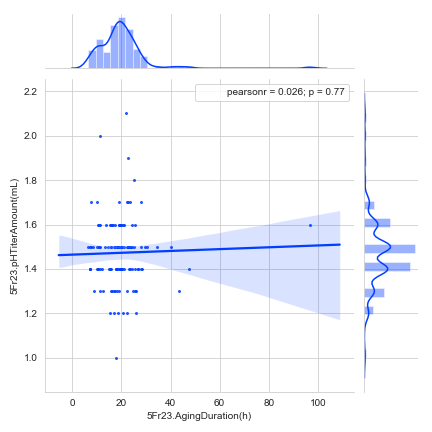 pearsonr = 0.026; p = 0.77
2.2
2.0
1.8
1.6
1.4
1.2
1.0
5Fr23.pHTiterAmount(mL)
0 20 40 60 80 100
5Fr23.AgingDuration(h)